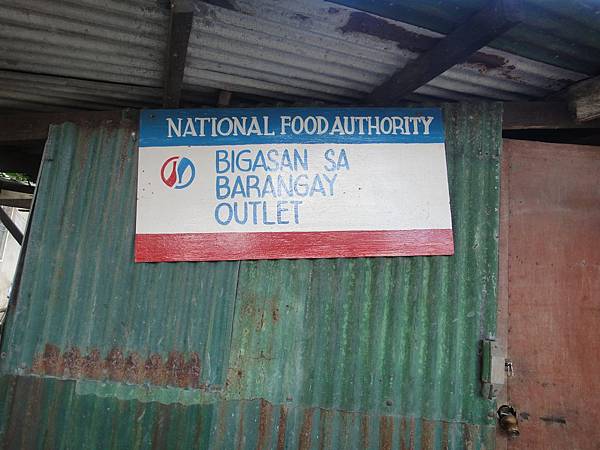 NATIONAL FOOD AUTHORITY
BIGASAN SA
BARANGAY
OUTLET